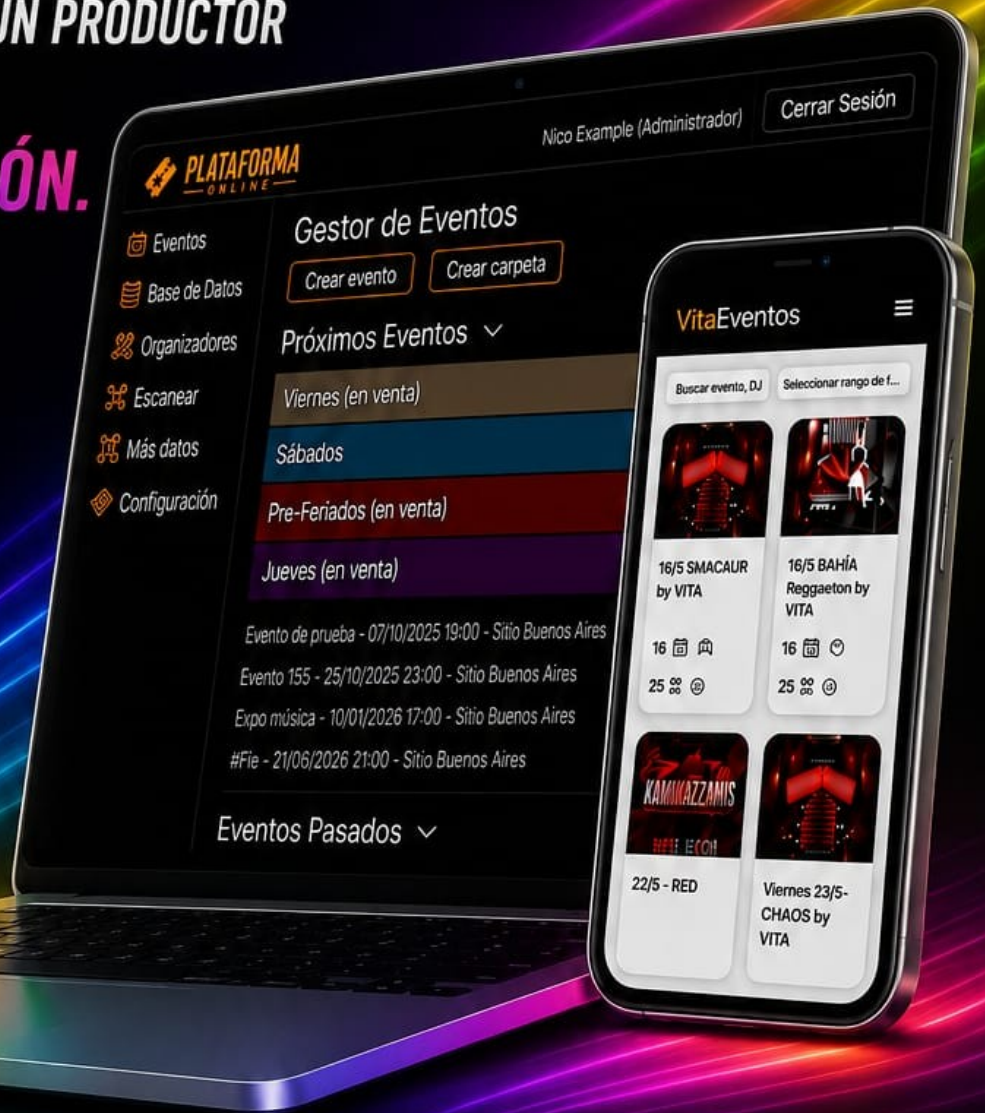 UN PRODUCTOR
ÓN.
PLATAFORMA
ONLINE
Nico Example (Administrador)
Cerrar Sesión
Eventos
Base de Datos
Organizadores
Escanear
Más datos
Configuración
Gestor de Eventos
Crear evento
Crear carpeta
Próximos Eventos
Viernes (en venta)
Sábados
Pre-Feriados (en venta)
Jueves (en venta)
Evento de prueba - 07/10/2025 19:00 - Sitio Buenos Aires
Evento 155 - 25/10/2025 23:00 - Sitio Buenos Aires
Expo música - 10/01/2026 17:00 - Sitio Buenos Aires
#Fie - 21/06/2026 21:00 - Sitio Buenos Aires
Eventos Pasados
VitaEventos
Buscar evento, DJ
Seleccionar rango de f...
16/5 SMACAUR
by VITA
16
25
16/5 BAHÍA
Reggaeton by
VITA
16
25
KAMIKAZZAMIS
22/5 - RED
Viernes 23/5-
CHAOS by
VITA